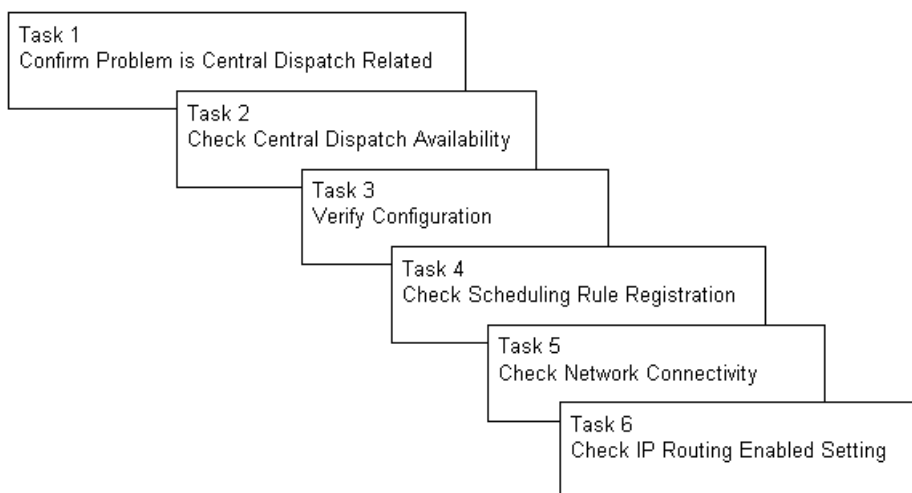 Task 1
Confirm Problem is Central Dispatch Related
Task 2
Check Central Dispatch Availability
Task 3
Verify Configuration
Task 4
Check Scheduling Rule Registration
Task 5
Check Network Connectivity
Task 6
Check IP Routing Enabled Setting